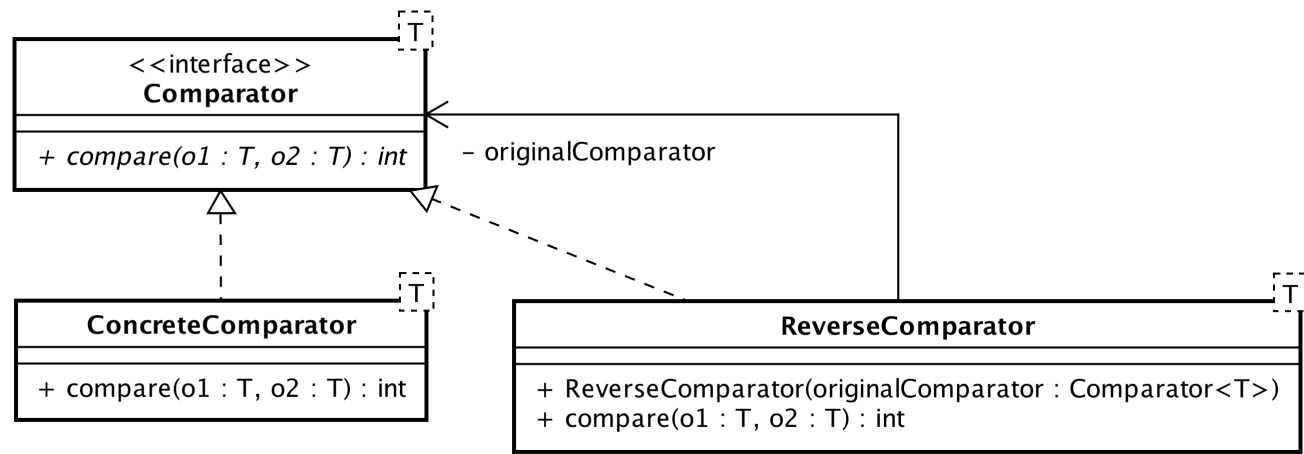 T
<<interface>>
Comparator
+ compare(o1 : T, o2 : T) : int
– originalComparator
T
ConcreteComparator
+ compare(o1 : T, o2 : T) : int
T
ReverseComparator
+ ReverseComparator(originalComparator : Comparator<T>)
+ compare(o1 : T, o2 : T) : int